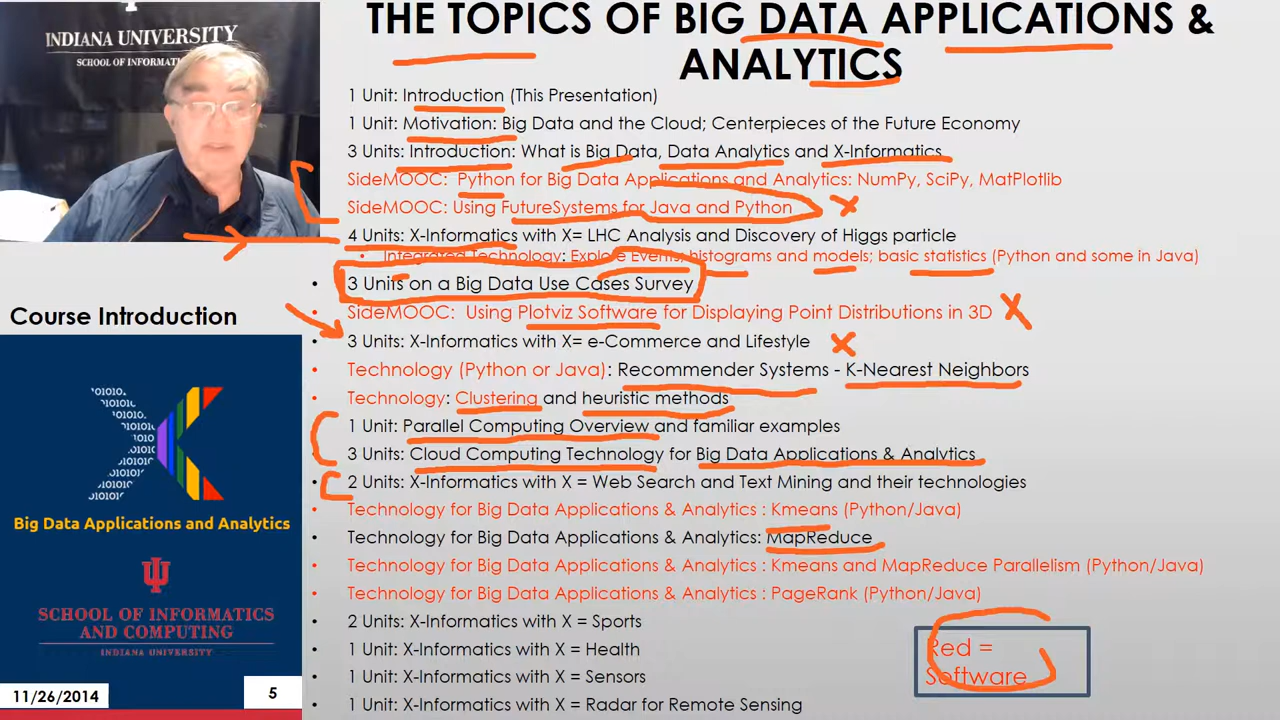 INDIANA UNIVERSITY
SCHOOL OF INFORMAT
THE TOPICS OF BIG DATA APPLICATIONS &
ANALYTICS
1 Unit: Introduction (This Presentation)
1 Unit: Motivation: Big Data and the Cloud; Centerpieces of the Future Economy
3 Units: Introduction: What is Big Data, Data Analytics and X-Informatics
SideMOOC: Python for Big Data Applications and Analytics: NumPy, SciPy, MatPlotlib
SideMOOC: Using FutureSystems for Java and Python
4 Units: X-Informatics with X= LHC Analysis and Discovery of Higgs particle
• Integrated Technology: Explore Events; histograms and models; basic statistics (Python and some in Java)
• 3 Units on a Big Data Use Cases Survey
• SideMOOC: Using Plotviz Software for Displaying Point Distributions in 3D
• 3 Units: X-Informatics with X= e-Commerce and Lifestyle
• Technology (Python or Java): Recommender Systems - K-Nearest Neighbors
• Technology: Clustering and heuristic methods
• 1 Unit: Parallel Computing Overview and familiar examples
• 3 Units: Cloud Computing Technology for Big Data Applications & Analytics
• 2 Units: X-Informatics with X = Web Search and Text Mining and their technologies
• Technology for Big Data Applications & Analytics : Kmeans (Python/Java)
• Technology for Big Data Applications & Analytics: MapReduce
• Technology for Big Data Applications & Analytics : Kmeans and MapReduce Parallelism (Python/Java)
• Technology for Big Data Applications & Analytics : PageRank (Python/Java)
• 2 Units: X-Informatics with X = Sports
• 1 Unit: X-Informatics with X = Health
• 1 Unit: X-Informatics with X = Sensors
• 1 Unit: X-Informatics with X = Radar for Remote Sensing
Red =
Software
Course Introduction
Big Data Applications and Analytics
SCHOOL OF INFORMATICS
AND COMPUTING
INDIANA UNIVERSITY
11/26/2014
5